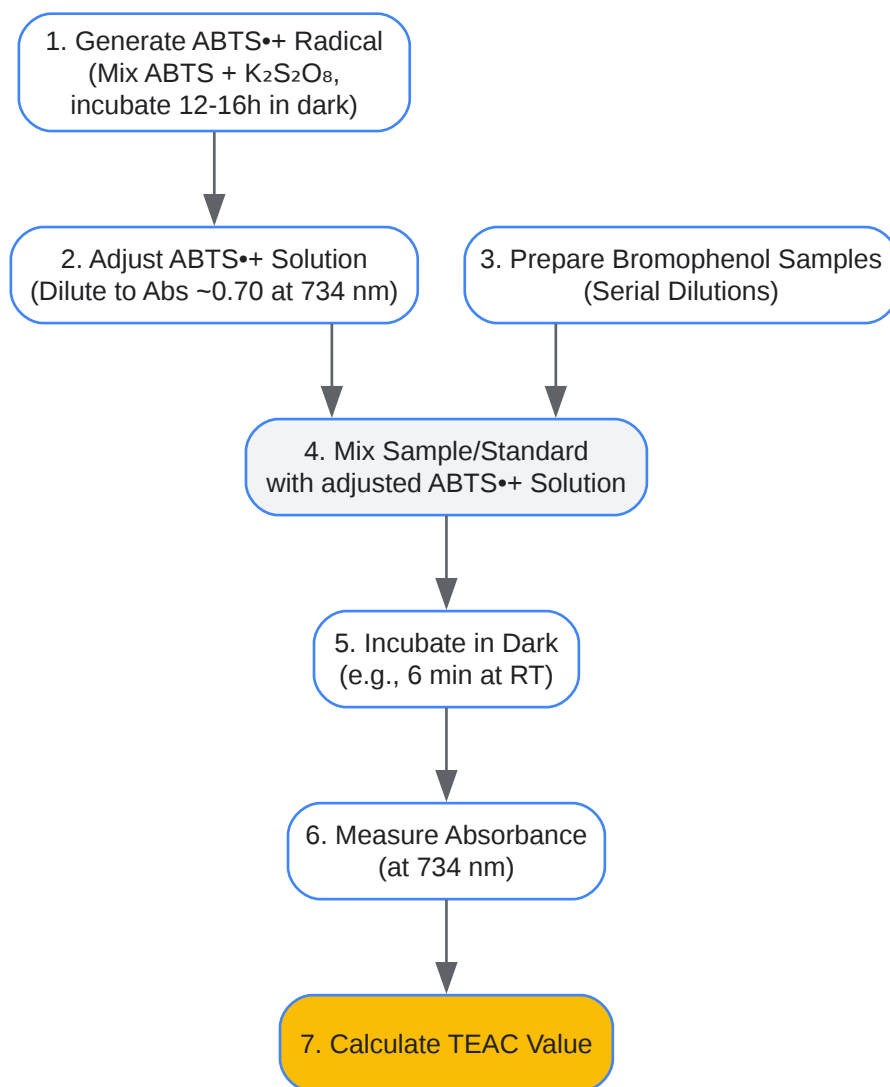 1. Generate ABTS•+ Radical
(Mix ABTS + K₂S₂O₈,
incubate 12-16h in dark)
2. Adjust ABTS•+ Solution
(Dilute to Abs ~0.70 at 734 nm)
3. Prepare Bromophenol Samples
(Serial Dilutions)
4. Mix Sample/Standard
with adjusted ABTS•+ Solution
5. Incubate in Dark
(e.g., 6 min at RT)
6. Measure Absorbance
(at 734 nm)
7. Calculate TEAC Value